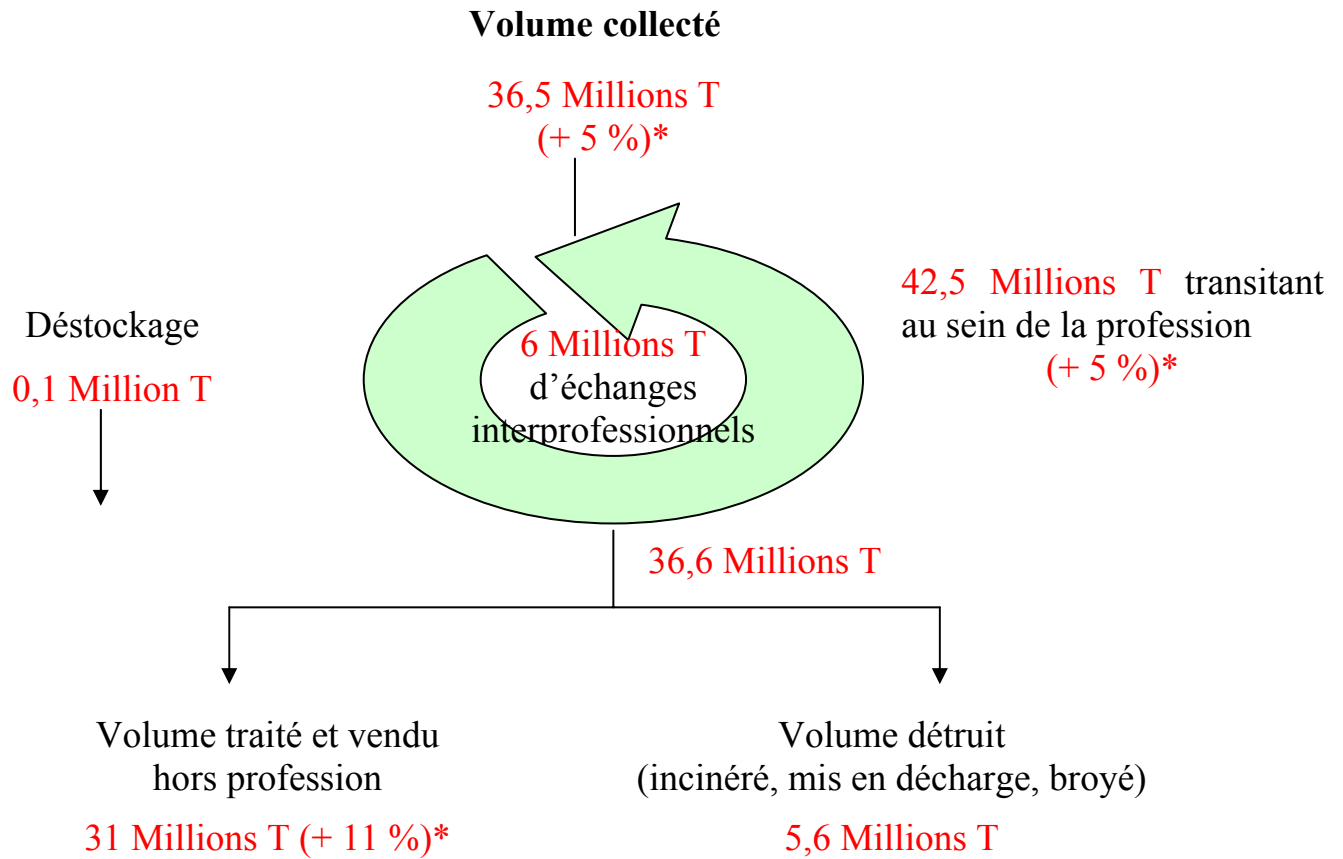 Volume collecté
36,5 Millions T
(+ 5 %)*
42,5 Millions T transitant
au sein de la profession
(+ 5 %)*
Déstockage
0,1 Million T
6 Millions T
d’échanges
interprofessionnels
36,6 Millions T
Volume traité et vendu
hors profession
31 Millions T (+ 11 %)*
Volume détruit
(incinéré, mis en décharge, broyé)
5,6 Millions T